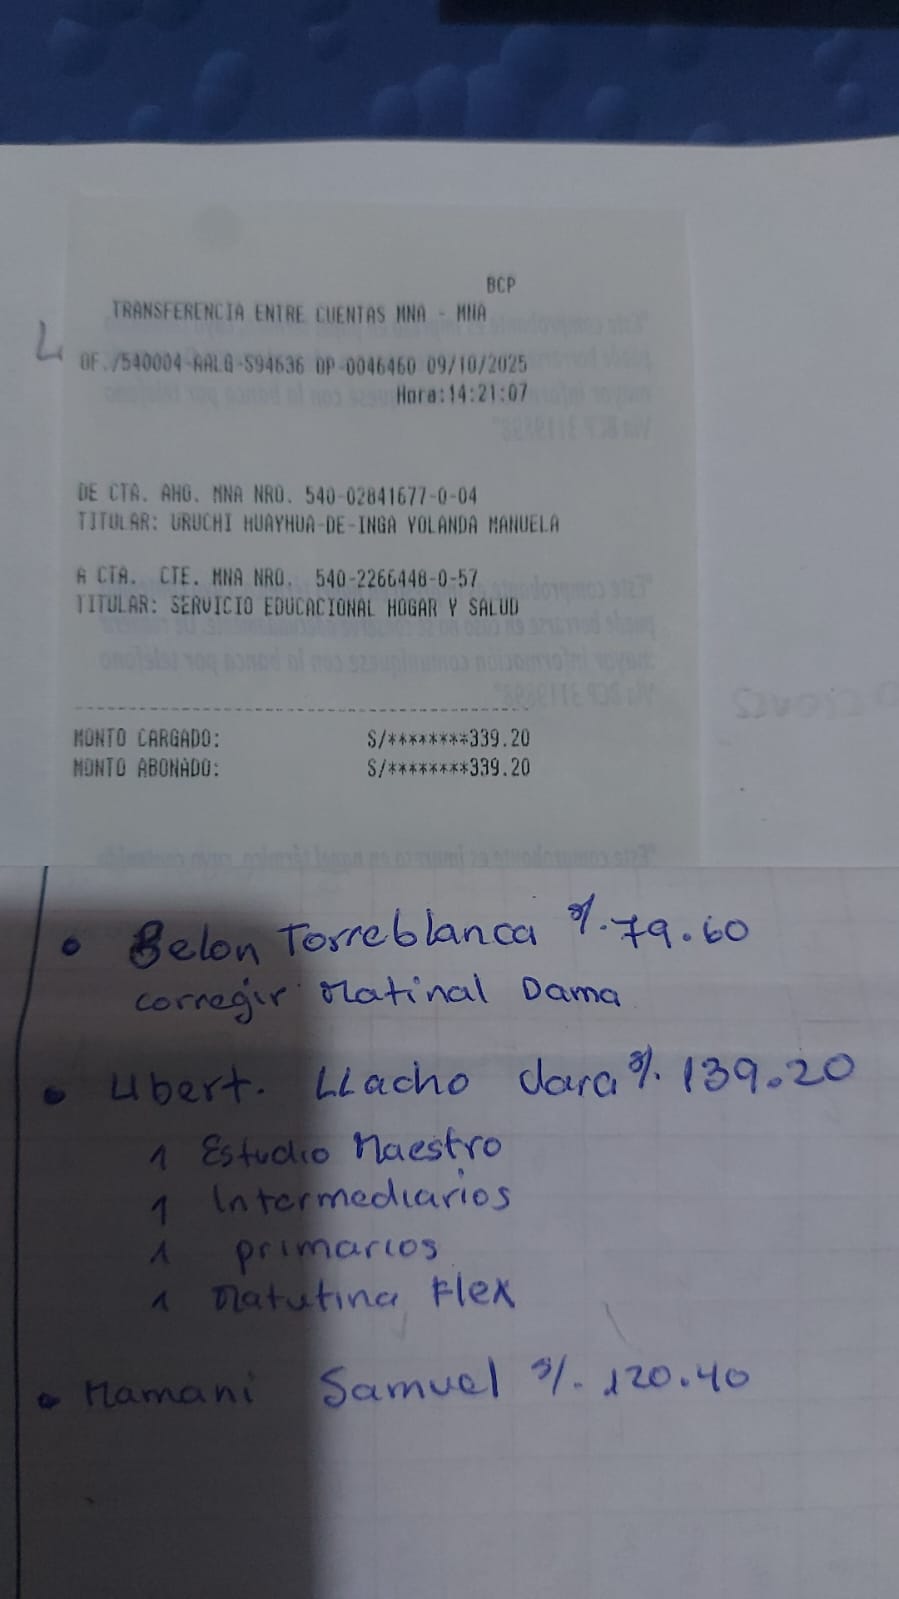 BCP
TRANSFERENCIA ENTRE CUENTAS MNA - MNA
OF./540004-AALG-S94636 OP-0046460 09/10/2025
Hora:14:21:07
DE CTA. AHO. MNA NRO. 540-02841677-0-04
TITULAR: URUCHI HUAYHUA-DE-INGA YOLANDA MANUELA
A CTA. CTE. MNA NRO. 540-2266448-0-57
TITULAR: SERVICIO EDUCACIONAL HOGAR Y SALUD
MONTO CARGADO: S/********339.20
MONTO ABONADO: S/********339.20
• Belon Torreblanca S/. 79.60
corregir Matinal Dama
• Ubert. LLacho clara S/. 139.20
1 Estudio Maestro
1 Intermediarios
1 primarios
1 Matutina Flex
• Mamani Samuel S/. 120.40